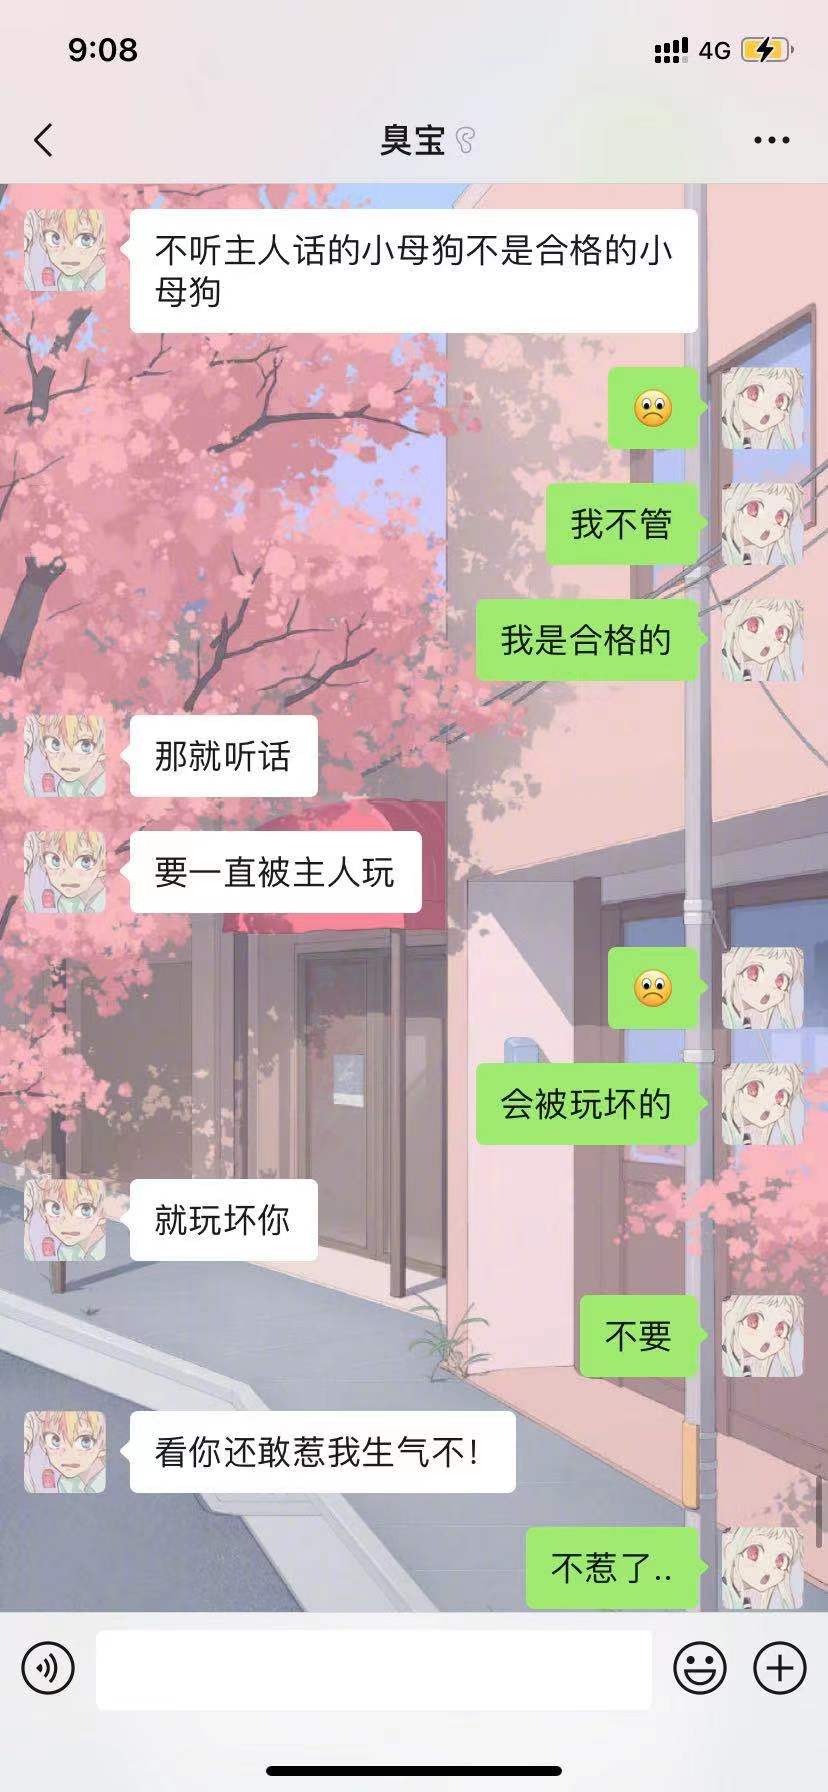 9:08
4G
臭宝
不听主人话的小母狗不是合格的小
母狗
我不管
我是合格的
那就听话
要一直被主人玩
会被玩坏的
就玩坏你
不要
看你还敢惹我生气不!
不惹了..